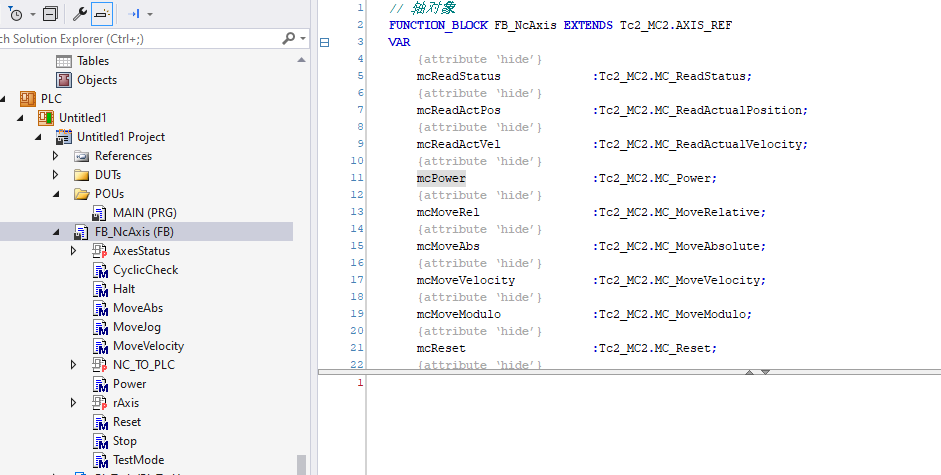 ch Solution Explorer (Ctrl+;)
Tables
Objects
PLC
Untitled1
Untitled1 Project
References
DUTs
POUs
MAIN (PRG)
FB_NcAxis (FB)
AxesStatus
CyclicCheck
Halt
MoveAbs
MoveJog
MoveVelocity
NC_TO_PLC
Power
rAxis
Reset
Stop
TestMode
1 // 轴对象
2 FUNCTION_BLOCK FB_NcAxis EXTENDS Tc2_MC2.AXIS_REF
3 VAR
4 {attribute 'hide'}
5 mcReadStatus :Tc2_MC2.MC_ReadStatus;
6 {attribute 'hide'}
7 mcReadActPos :Tc2_MC2.MC_ReadActualPosition;
8 {attribute 'hide'}
9 mcReadActVel :Tc2_MC2.MC_ReadActualVelocity;
10 {attribute 'hide'}
11 mcPower :Tc2_MC2.MC_Power;
12 {attribute 'hide'}
13 mcMoveRel :Tc2_MC2.MC_MoveRelative;
14 {attribute 'hide'}
15 mcMoveAbs :Tc2_MC2.MC_MoveAbsolute;
16 {attribute 'hide'}
17 mcMoveVelocity :Tc2_MC2.MC_MoveVelocity;
18 {attribute 'hide'}
19 mcMoveModulo :Tc2_MC2.MC_MoveModulo;
20 {attribute 'hide'}
21 mcReset :Tc2_MC2.MC_Reset;
22 {attribute 'hide'}
1